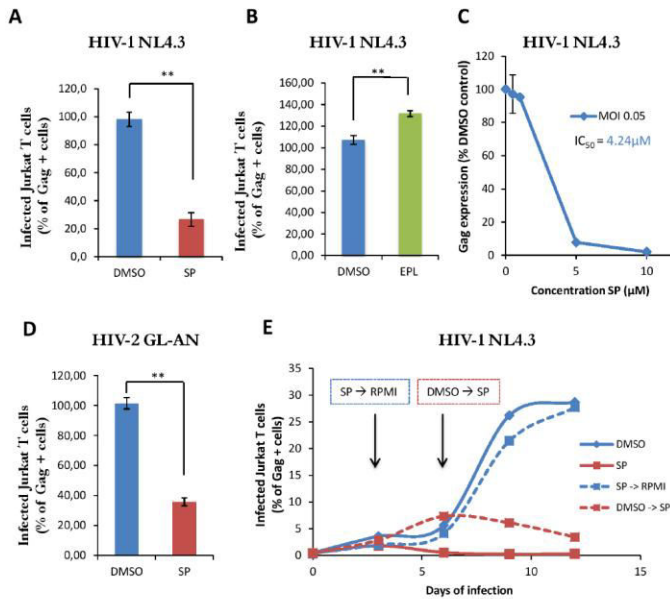 A
HIV-1 NL4.3
Infected Jurkat T cells
(% of Gag + cells)
120,00
100,00
80,00
60,00
40,00
20,00
0,00
**
DMSO
SP
B
HIV-1 NL4.3
Infected Jurkat T cells
(% of Gag + cells)
160,00
140,00
120,00
100,00
80,00
60,00
40,00
20,00
0,00
**
DMSO
EPL
C
HIV-1 NL4.3
Gag expression (% DMSO control)
120
100
80
60
40
20
0
MOI 0.05
IC50 = 4.24µM
0
5
10
Concentration SP (µM)
D
HIV-2 GL-AN
Infected Jurkat T cells
(% of Gag + cells)
120,00
100,00
80,00
60,00
40,00
20,00
0,00
**
DMSO
SP
E
HIV-1 NL4.3
Infected Jurkat T cells
(% of Gag + cells)
35
30
25
20
15
10
5
0
SP → RPMI
DMSO → SP
DMSO
SP
SP -> RPMI
DMSO -> SP
0
5
10
15
Days of infection